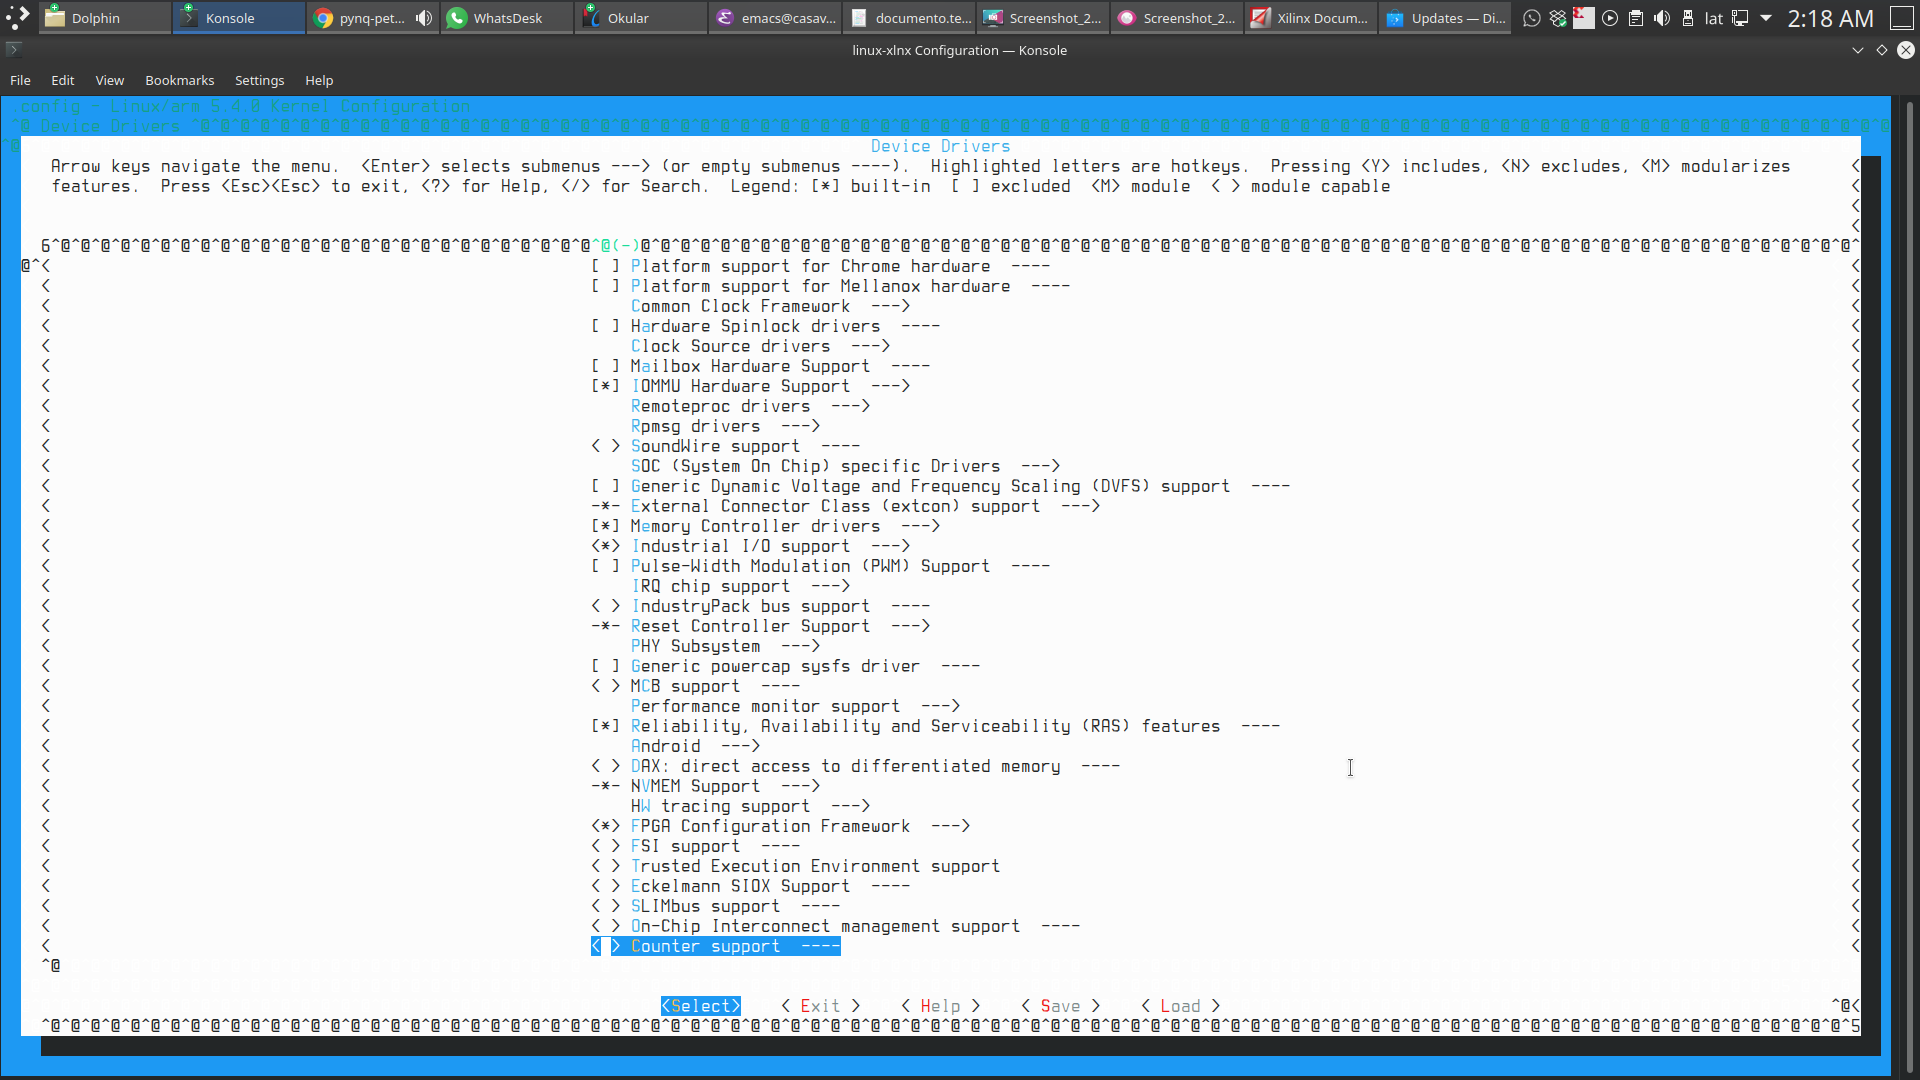 Dolphin Konsole pynq-pet... WhatsDesk Okular emacs@casav... documento.te... Screenshot_2... Screenshot_2... Xilinx Docum... Updates — Di... lat 2:18 AM
linux-xlnx Configuration — Konsole
File Edit View Bookmarks Settings Help
.config - Linux/arm 5.4.0 Kernel Configuration
Device Drivers
Device Drivers
Arrow keys navigate the menu. <Enter> selects submenus ---> (or empty submenus ----). Highlighted letters are hotkeys. Pressing <Y> includes, <N> excludes, <M> modularizes
features. Press <Esc><Esc> to exit, <?> for Help, </> for Search. Legend: [*] built-in [ ] excluded <M> module < > module capable
^@(-)
[ ] Platform support for Chrome hardware ----
[ ] Platform support for Mellanox hardware ----
Common Clock Framework --->
[ ] Hardware Spinlock drivers ----
Clock Source drivers --->
[ ] Mailbox Hardware Support ----
[*] IOMMU Hardware Support --->
Remoteproc drivers --->
Rpmsg drivers --->
< > SoundWire support ----
SOC (System On Chip) specific Drivers --->
[ ] Generic Dynamic Voltage and Frequency Scaling (DVFS) support ----
-*- External Connector Class (extcon) support --->
[*] Memory Controller drivers --->
<*> Industrial I/O support --->
[ ] Pulse-Width Modulation (PWM) Support ----
IRQ chip support --->
< > IndustryPack bus support ----
-*- Reset Controller Support --->
PHY Subsystem --->
[ ] Generic powercap sysfs driver ----
< > MCB support ----
Performance monitor support --->
[*] Reliability, Availability and Serviceability (RAS) features ----
Android --->
< > DAX: direct access to differentiated memory ----
-*- NVMEM Support --->
HW tracing support --->
<*> FPGA Configuration Framework --->
< > FSI support ----
< > Trusted Execution Environment support
< > Eckelmann SIOX Support ----
< > SLIMbus support ----
< > On-Chip Interconnect management support ----
< > Counter support ----
^@
<Select> < Exit > < Help > < Save > < Load >